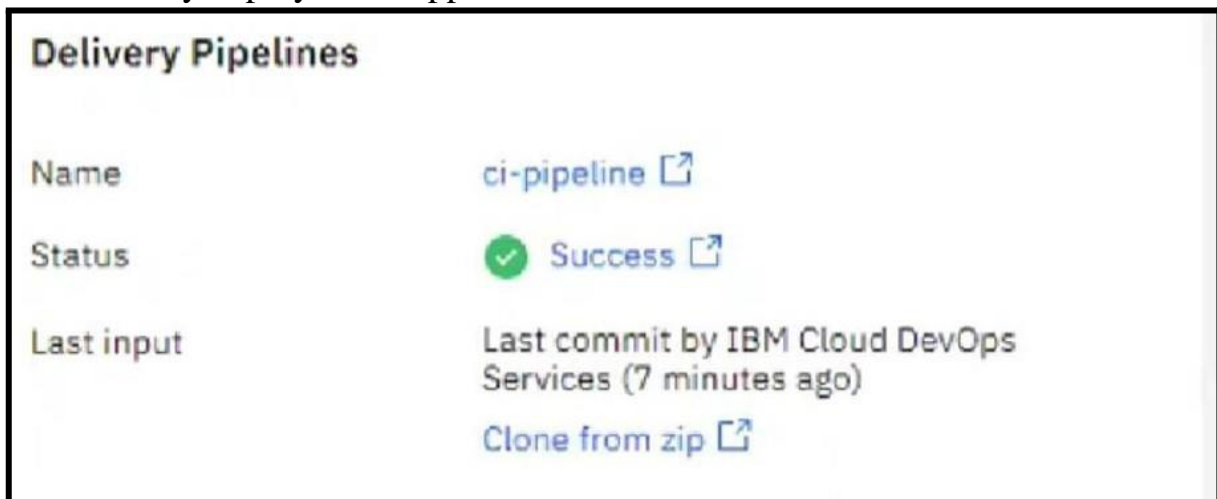 Delivery Pipelines
Name
ci-pipeline
Status
Success
Last input
Last commit by IBM Cloud DevOps
Services (7 minutes ago)
Clone from zip